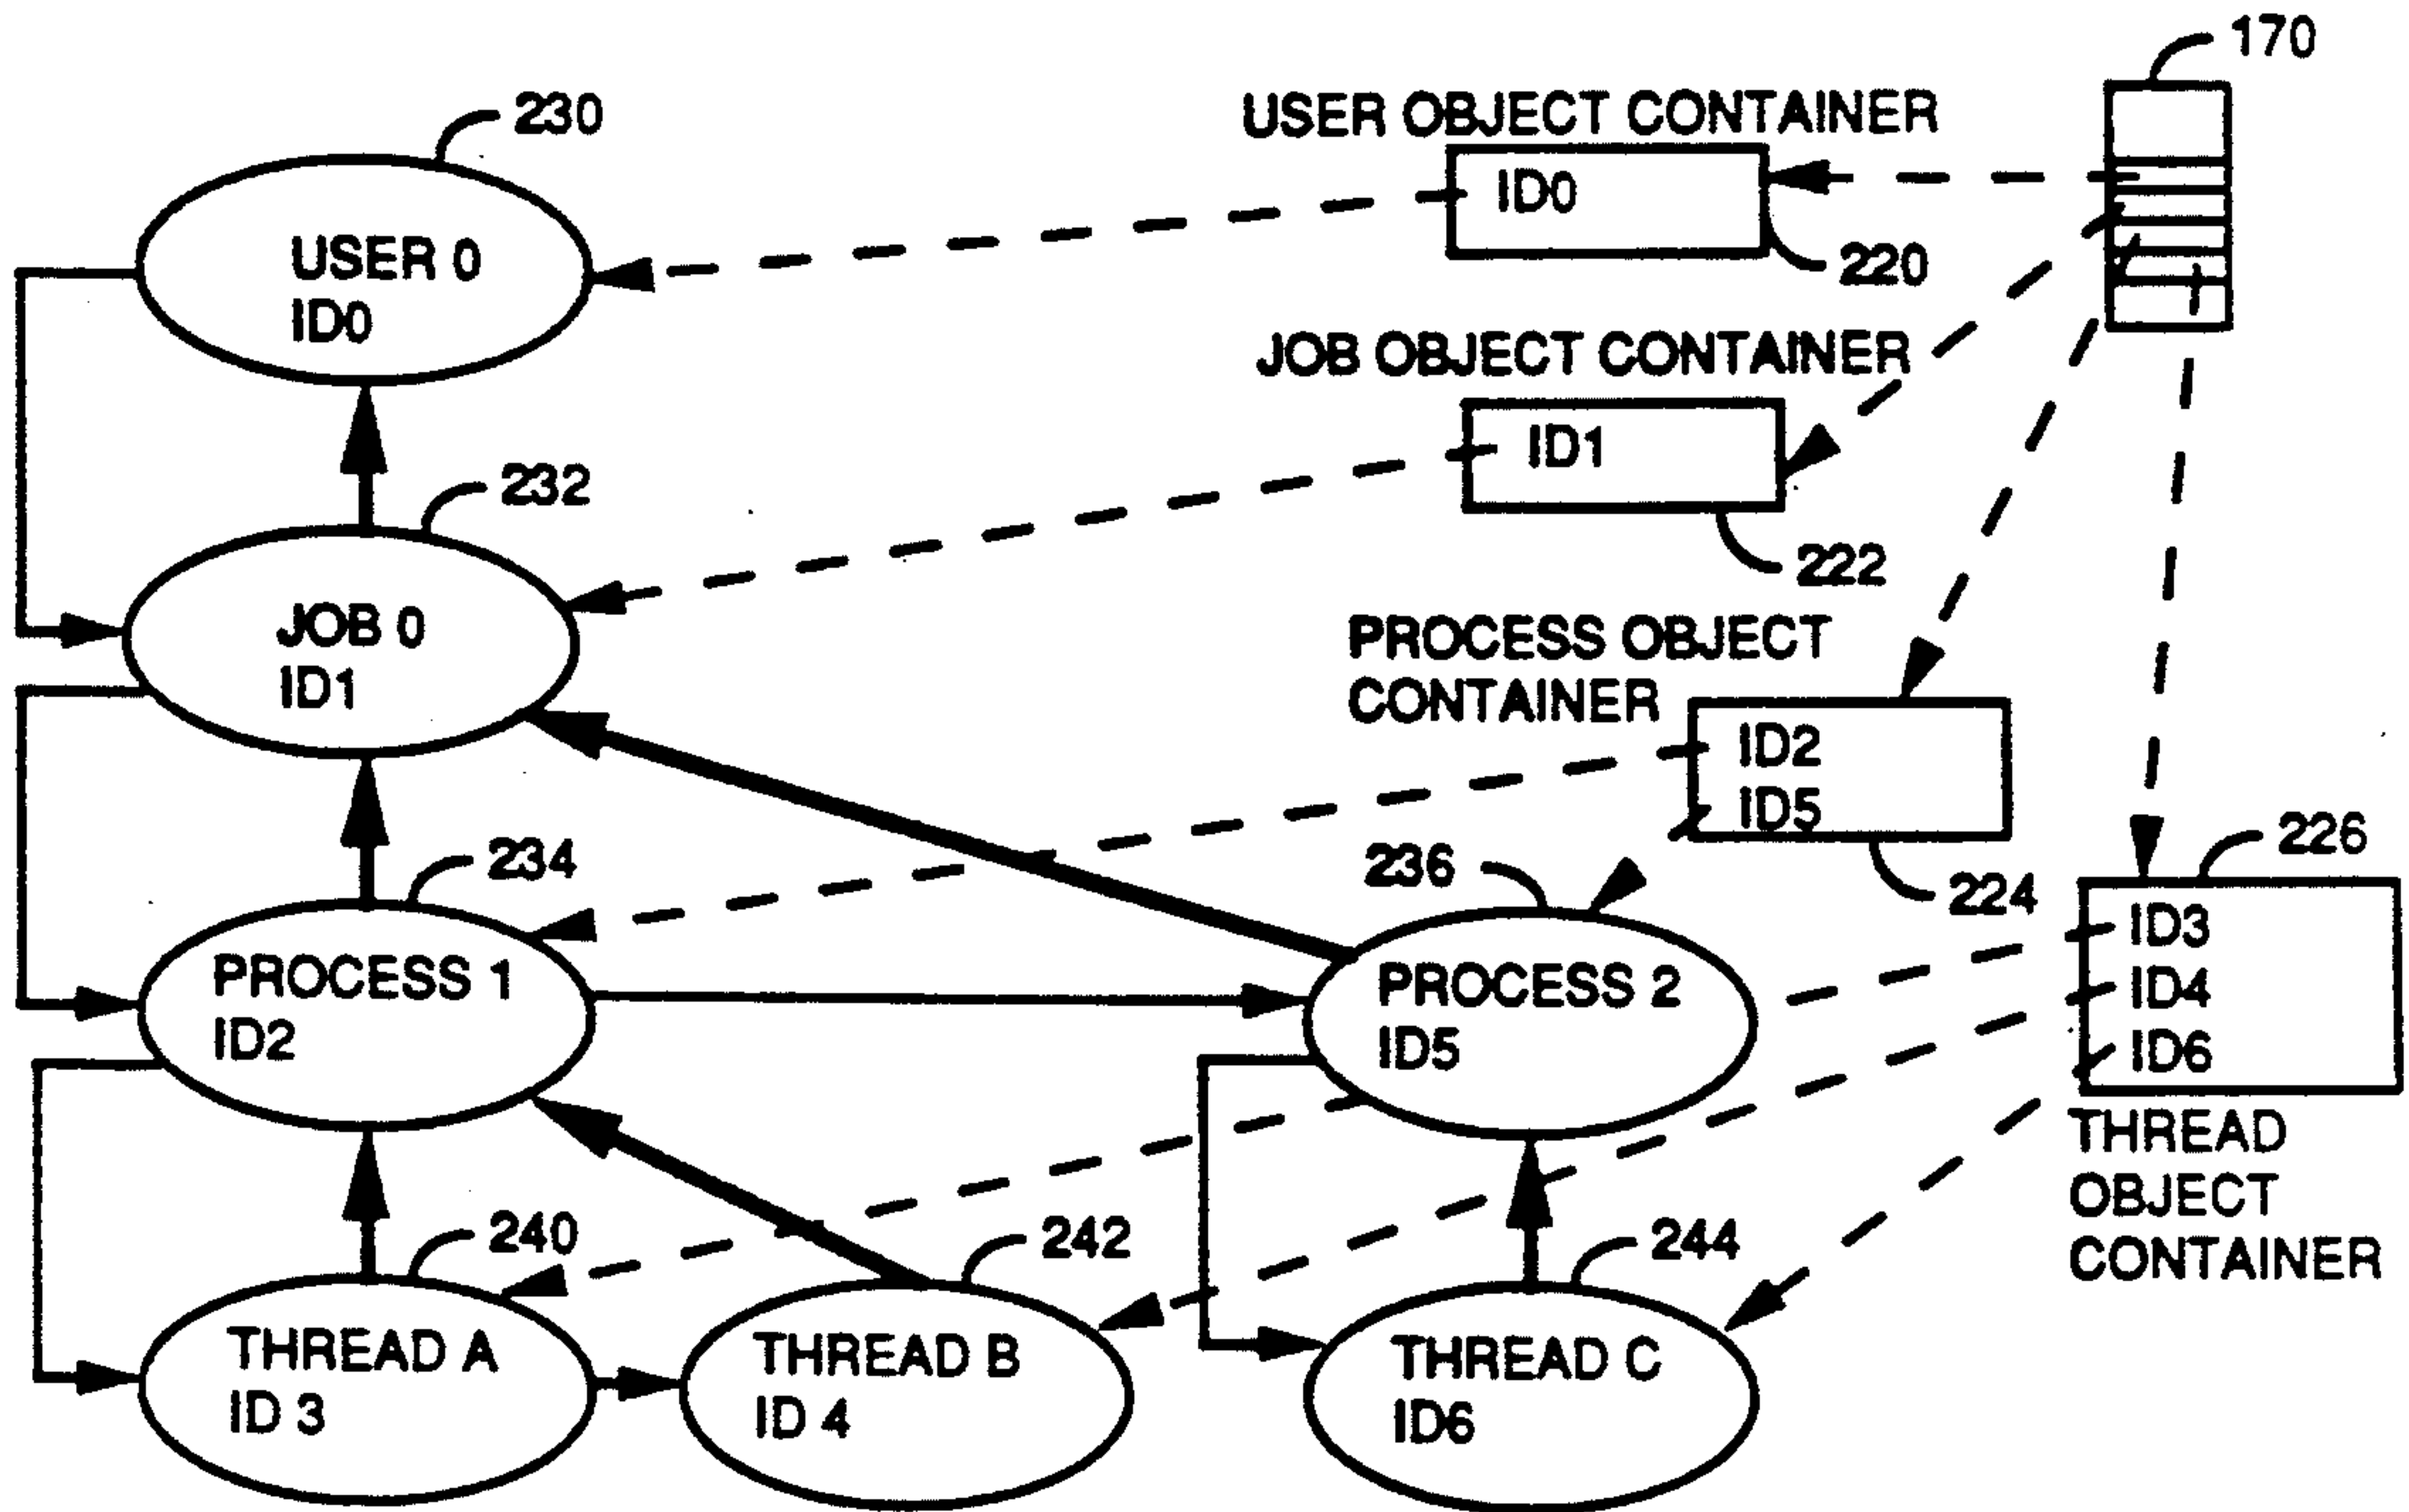 170
230
USER OBJECT CONTAINER
ID0
220
USER 0
ID0
JOB OBJECT CONTAINER
ID1
222
232
JOB 0
ID1
PROCESS OBJECT
CONTAINER
ID2
ID5
224
226
ID3
ID4
ID6
THREAD
OBJECT
CONTAINER
234
PROCESS 1
ID2
236
PROCESS 2
ID5
240
THREAD A
ID 3
242
THREAD B
ID 4
244
THREAD C
ID6